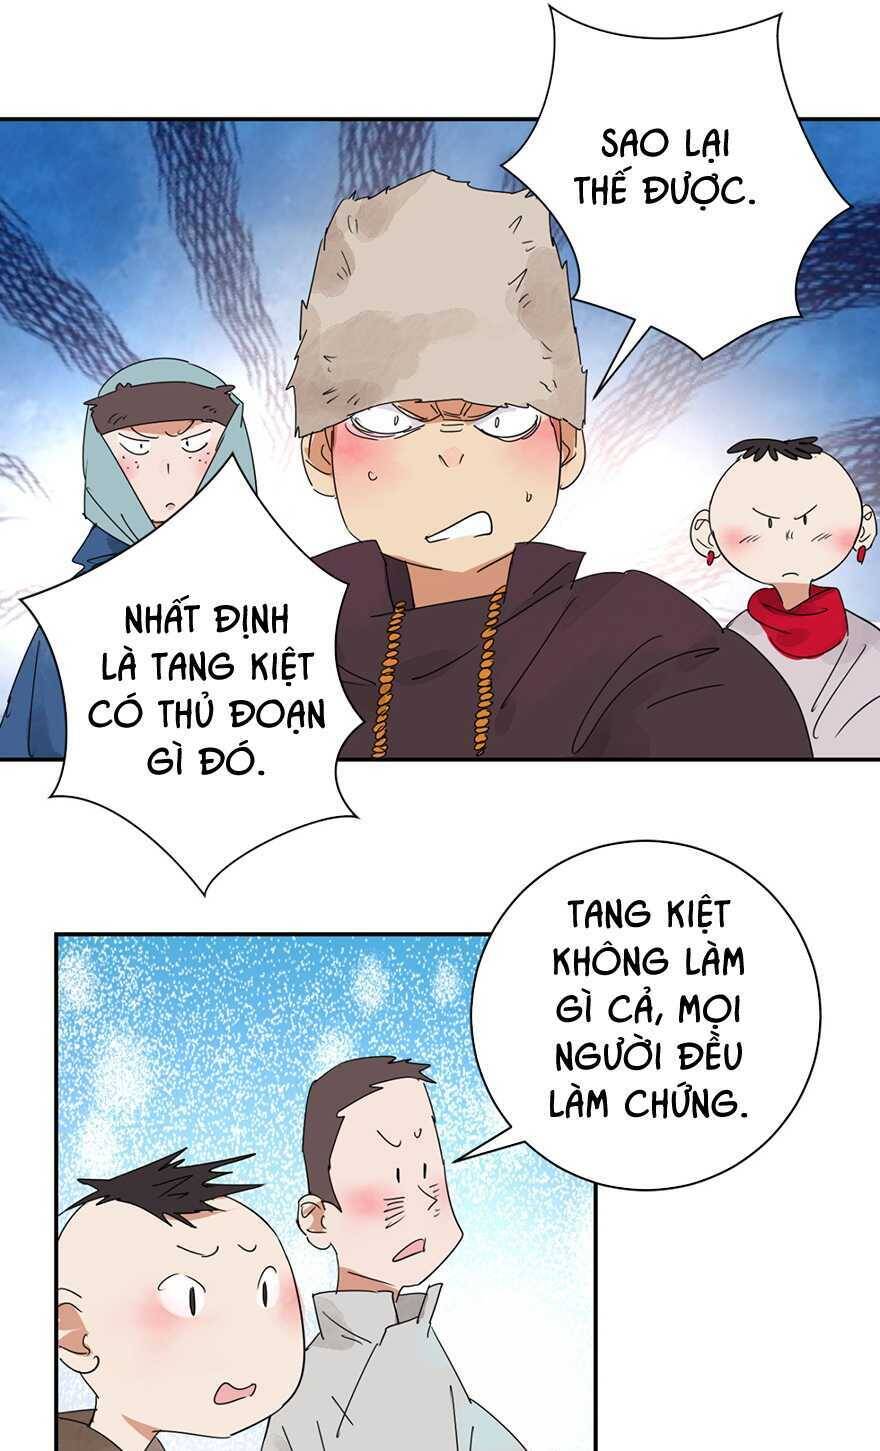 SAO LẠI
THẾ ĐƯỢC.
NHẤT ĐỊNH
LÀ TANG KIỆT
CÓ THỦ ĐOẠN
GÌ ĐÓ.
TANG KIỆT
KHÔNG LÀM
GÌ CẢ, MỌI
NGƯỜI ĐỀU
LÀM CHỨNG.